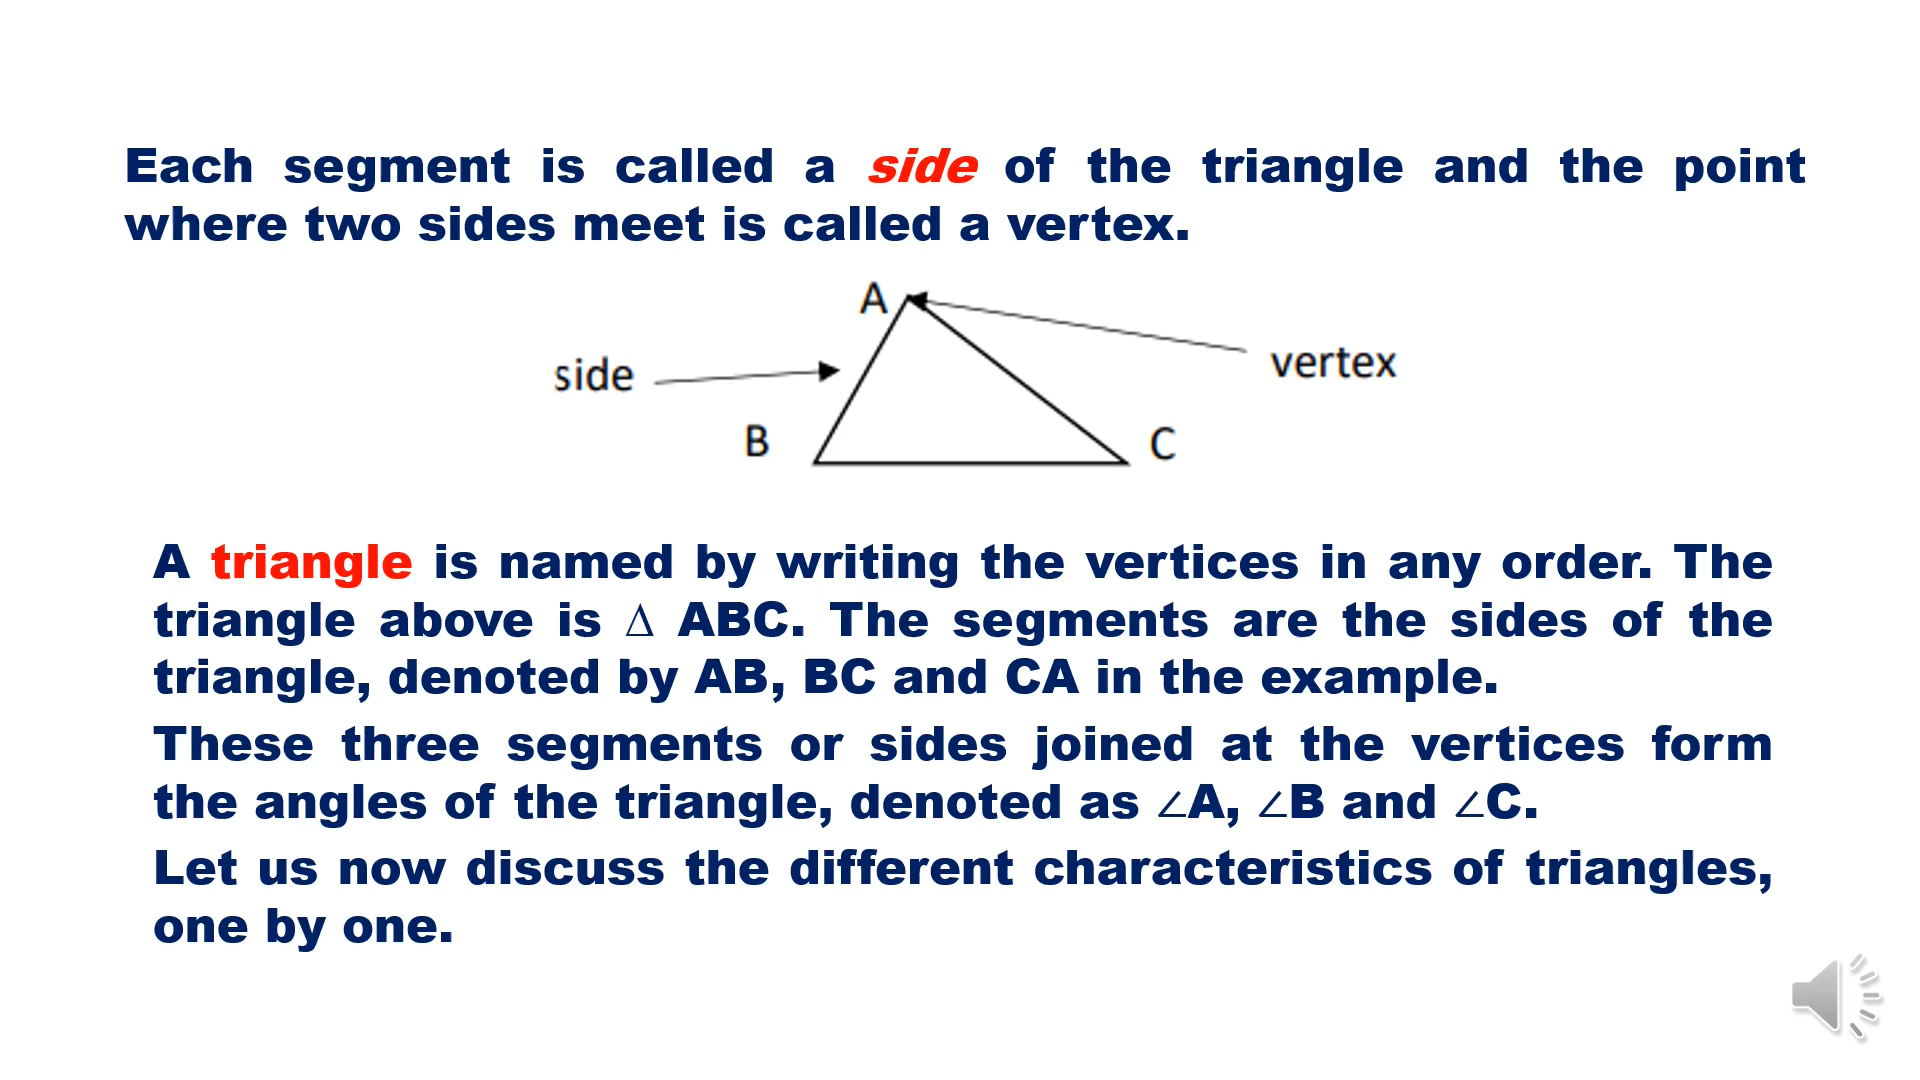 Each segment is called a side of the triangle and the point
where two sides meet is called a vertex.
A
side
vertex
B
C
A triangle is named by writing the vertices in any order. The
triangle above is ∆ ABC. The segments are the sides of the
triangle, denoted by AB, BC and CA in the example.
These three segments or sides joined at the vertices form
the angles of the triangle, denoted as ∠A, ∠B and ∠C.
Let us now discuss the different characteristics of triangles,
one by one.